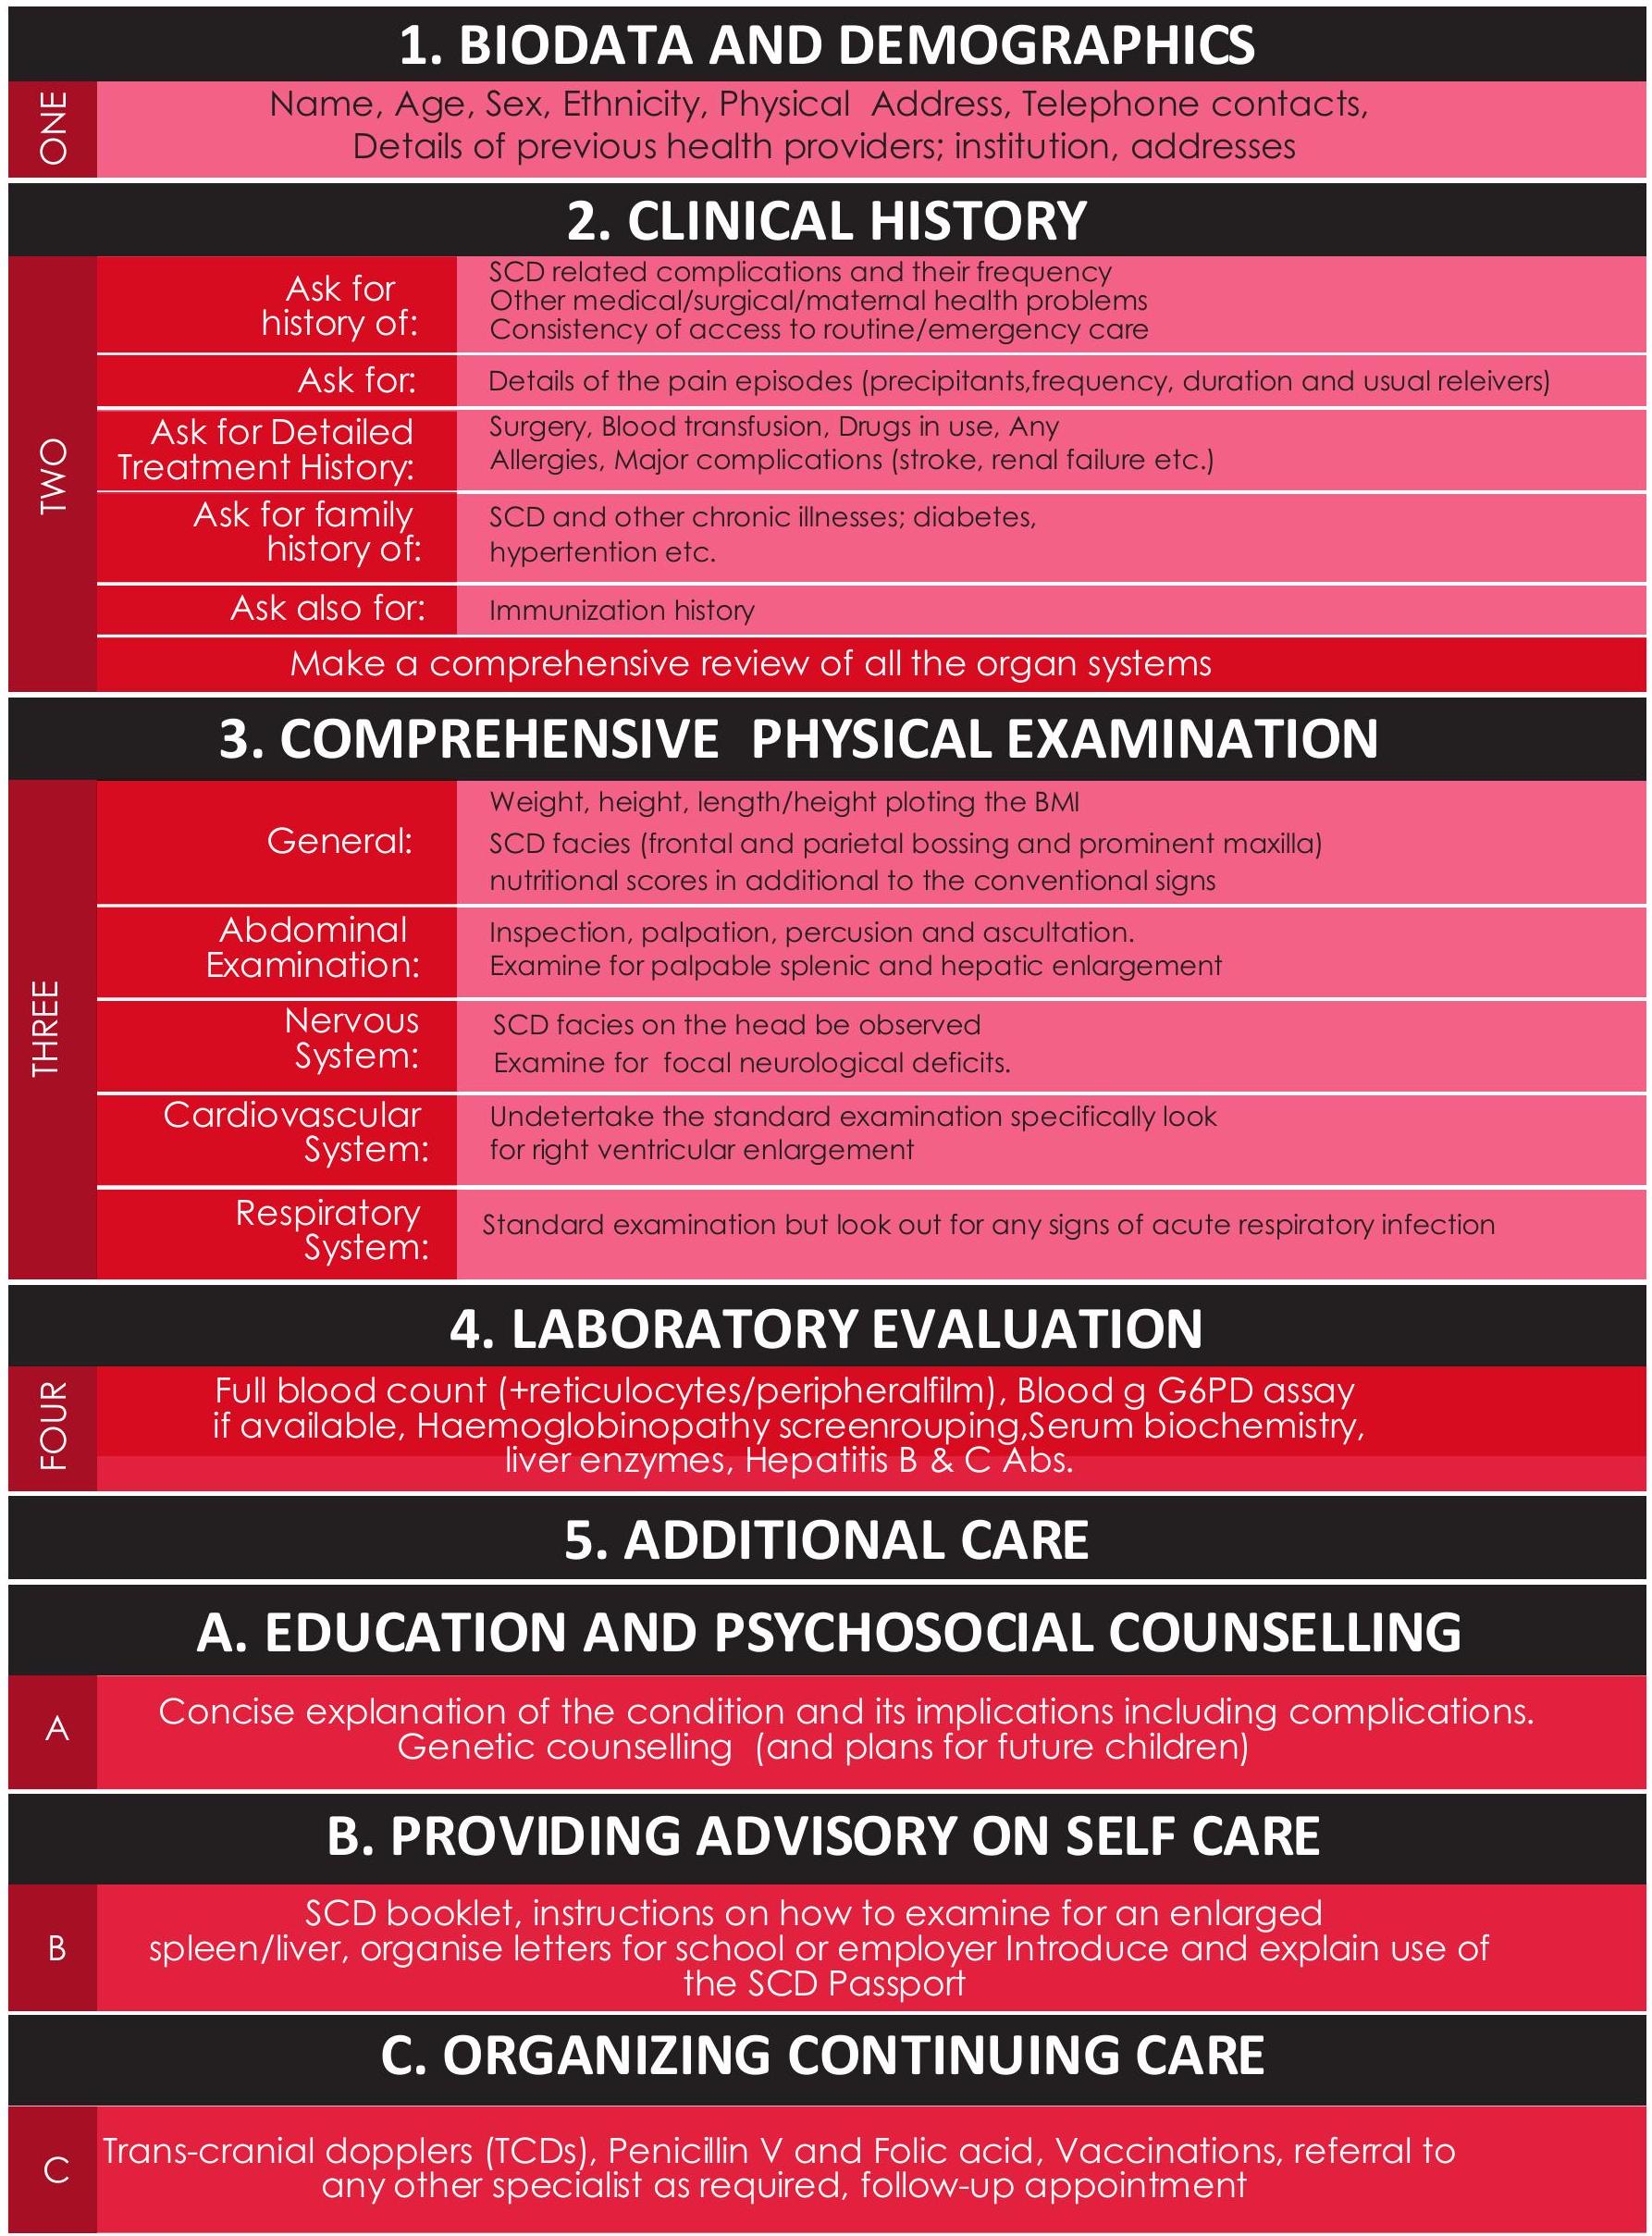 1. BIODATA AND DEMOGRAPHICS
ONE
Name, Age, Sex, Ethnicity, Physical Address, Telephone contacts,
Details of previous health providers; institution, addresses
2. CLINICAL HISTORY
TWO
Ask for
history of:
SCD related complications and their frequency
Other medical/surgical/maternal health problems
Consistency of access to routine/emergency care
Ask for:
Details of the pain episodes (precipitants,frequency, duration and usual releivers)
Ask for Detailed
Treatment History:
Surgery, Blood transfusion, Drugs in use, Any
Allergies, Major complications (stroke, renal failure etc.)
Ask for family
history of:
SCD and other chronic illnesses; diabetes,
hypertention etc.
Ask also for:
Immunization history
Make a comprehensive review of all the organ systems
3. COMPREHENSIVE PHYSICAL EXAMINATION
THREE
General:
Weight, height, length/height ploting the BMI
SCD facies (frontal and parietal bossing and prominent maxilla)
nutritional scores in additional to the conventional signs
Abdominal
Examination:
Inspection, palpation, percusion and ascultation.
Examine for palpable splenic and hepatic enlargement
Nervous
System:
SCD facies on the head be observed
Examine for focal neurological deficits.
Cardiovascular
System:
Undetertake the standard examination specifically look
for right ventricular enlargement
Respiratory
System:
Standard examination but look out for any signs of acute respiratory infection
4. LABORATORY EVALUATION
FOUR
Full blood count (+reticulocytes/peripheralfilm), Blood g G6PD assay
if available, Haemoglobinopathy screenrouping,Serum biochemistry,
liver enzymes, Hepatitis B & C Abs.
5. ADDITIONAL CARE
A. EDUCATION AND PSYCHOSOCIAL COUNSELLING
A
Concise explanation of the condition and its implications including complications.
Genetic counselling (and plans for future children)
B. PROVIDING ADVISORY ON SELF CARE
B
SCD booklet, instructions on how to examine for an enlarged
spleen/liver, organise letters for school or employer Introduce and explain use of
the SCD Passport
C. ORGANIZING CONTINUING CARE
C
Trans-cranial dopplers (TCDs), Penicillin V and Folic acid, Vaccinations, referral to
any other specialist as required, follow-up appointment